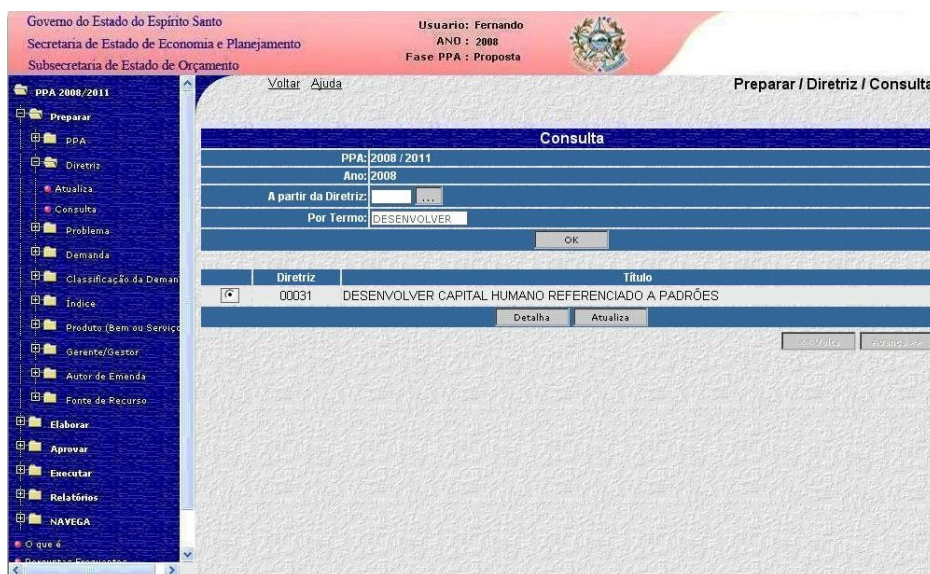 Governo do Estado do Espírito Santo
Secretaria de Estado de Economia e Planejamento
Subsecretaria de Estado de Orçamento
Usuario: Fernando
ANO : 2008
Fase PPA : Proposta
Voltar Ajuda
Preparar / Diretriz / Consulta
PPA 2008/2011
Preparar
PPA
Diretriz
Atualiza
Consulta
Problema
Demanda
Classificação da Deman
Índice
Produto (Bem ou Serviço
Gerente/Gestor
Autor de Emenda
Fonte de Recurso
Elaborar
Aprovar
Executar
Relatórios
NAVEGA
O que é
Perguntas Frequentes
Consulta
PPA: 2008 / 2011
Ano: 2008
A partir da Diretriz: ...
Por Termo: DESENVOLVER
OK
Diretriz Título
00031 DESENVOLVER CAPITAL HUMANO REFERENCIADO A PADRÕES
Detalha Atualiza
<< Volta Avança >>